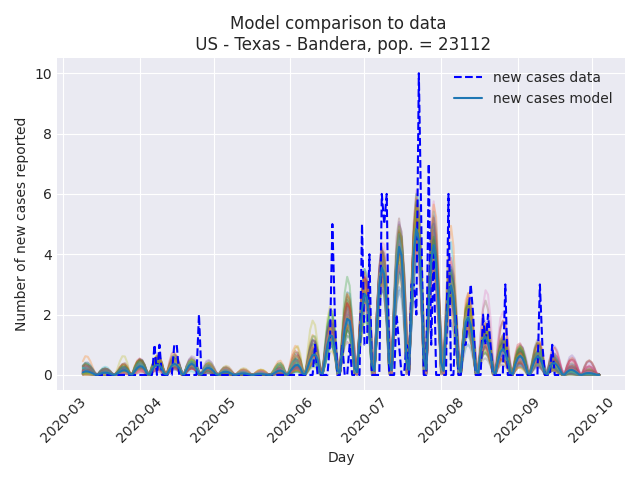 Model comparison to data
US - Texas - Bandera, pop. = 23112
new cases data
new cases model
Number of new cases reported
10
8
6
4
2
0
2020-03
2020-04
2020-05
2020-06
2020-07
2020-08
2020-09
2020-10
Day